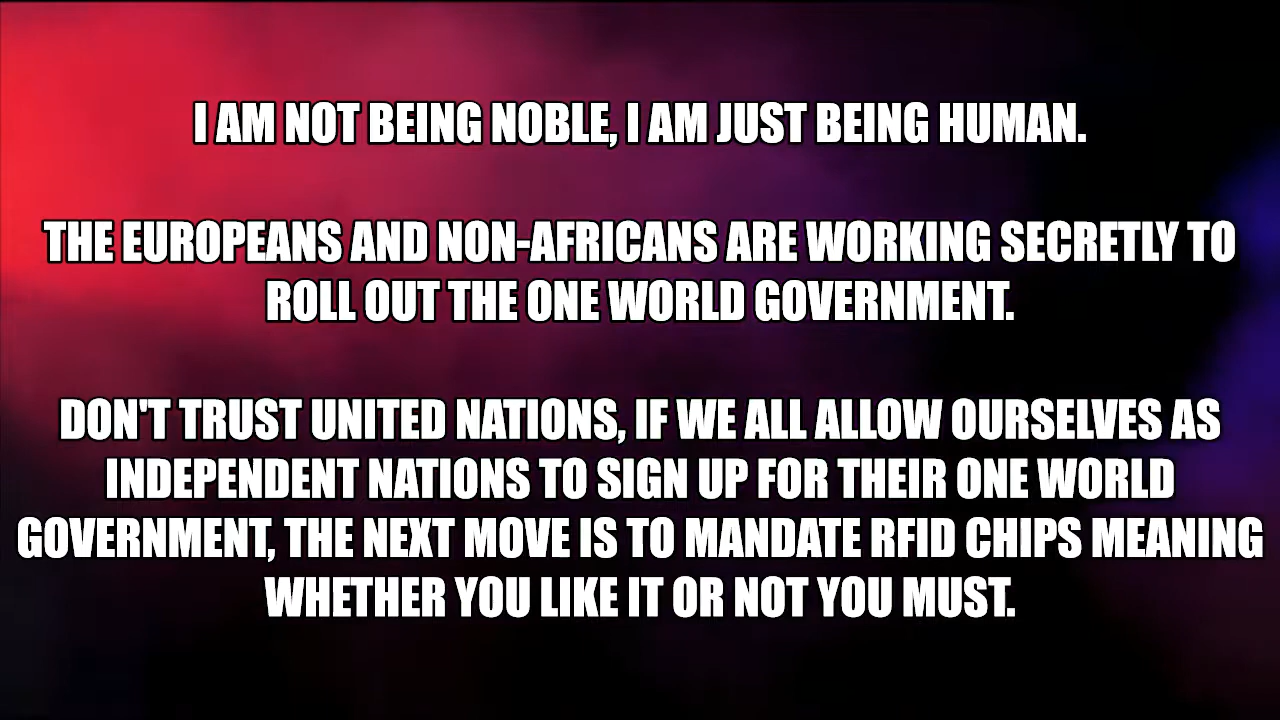 I AM NOT BEING NOBLE, I AM JUST BEING HUMAN.
THE EUROPEANS AND NON-AFRICANS ARE WORKING SECRETLY TO
ROLL OUT THE ONE WORLD GOVERNMENT.
DON'T TRUST UNITED NATIONS, IF WE ALL ALLOW OURSELVES AS
INDEPENDENT NATIONS TO SIGN UP FOR THEIR ONE WORLD
GOVERNMENT, THE NEXT MOVE IS TO MANDATE RFID CHIPS MEANING
WHETHER YOU LIKE IT OR NOT YOU MUST.